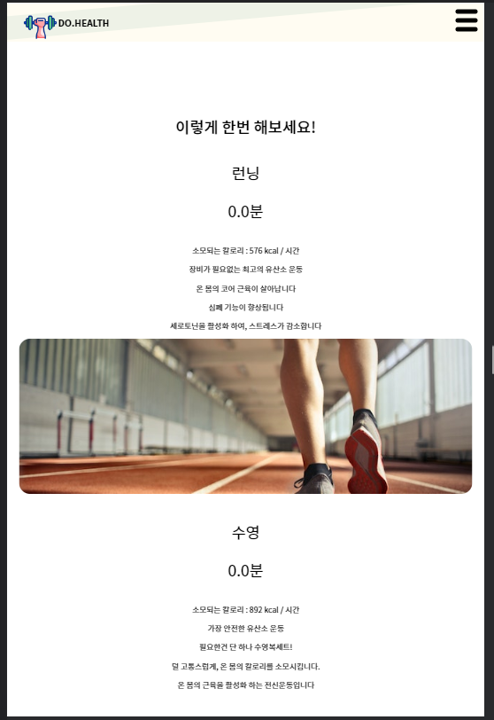 DO.HEALTH
이렇게 한번 해보세요!
런닝
0.0분
소모되는 칼로리 : 576 kcal / 시간
장비가 필요없는 최고의 유산소 운동
온 몸의 코어 근육이 살아납니다
심폐 기능이 향상됩니다
세로토닌을 활성화 하여, 스트레스가 감소합니다
수영
0.0분
소모되는 칼로리 : 892 kcal / 시간
가장 안전한 유산소 운동
필요한건 단 하나 수영복세트!
덜 고통스럽게, 온 몸의 칼로리를 소모시킵니다.
온 몸의 근육을 활성화 하는 전신운동입니다